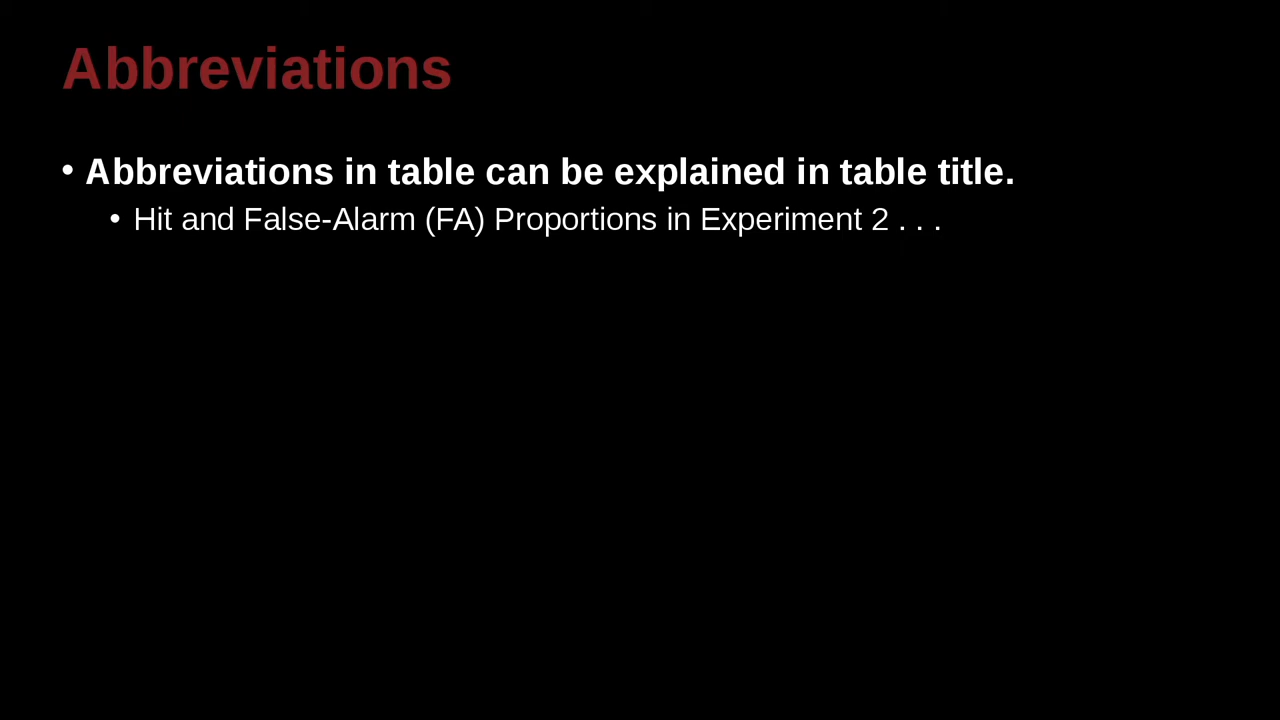 Abbreviations
• Abbreviations in table can be explained in table title.
• Hit and False-Alarm (FA) Proportions in Experiment 2 . . .